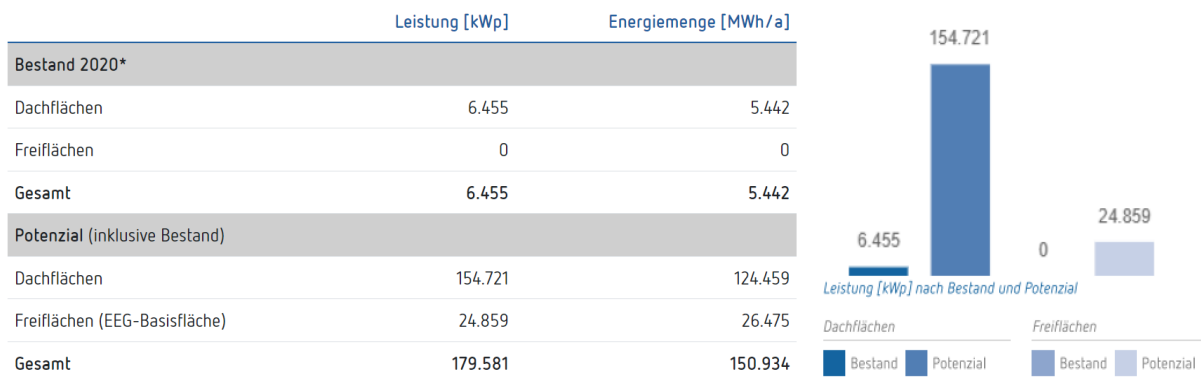 Leistung [kWp] Energiemenge [MWh/a]
Bestand 2020*
Dachflächen 6.455 5.442
Freiflächen 0 0
Gesamt 6.455 5.442
Potenzial (inklusive Bestand)
Dachflächen 154.721 124.459
Freiflächen (EEG-Basisfläche) 24.859 26.475
Gesamt 179.581 150.934
154.721
24.859
6.455
0
Leistung [kWp] nach Bestand und Potenzial
Dachflächen Freiflächen
Bestand Potenzial Bestand Potenzial